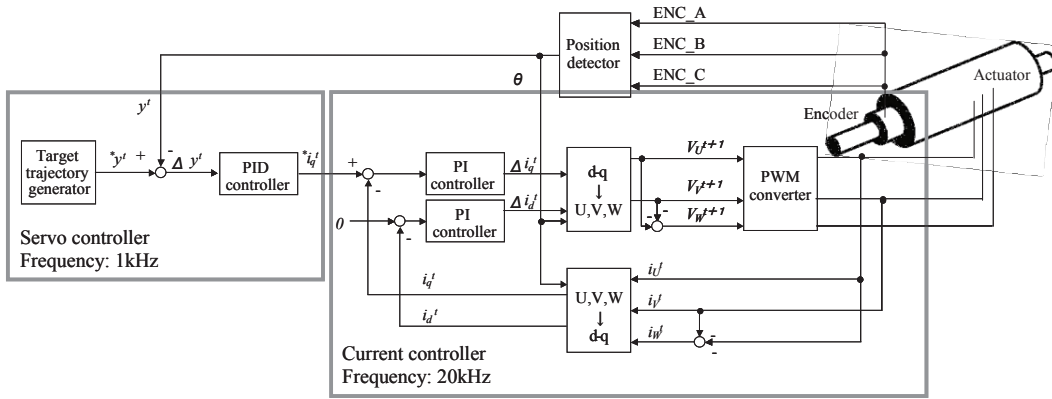 ENC_A
ENC_B
ENC_C
Position
detector
θ
Actuator
Encoder
y^t
Target
trajectory
generator
*y^t
+
-
Δ y^t
PID
controller
*i_q^t
Servo controller
Frequency: 1kHz
+
-
PI
controller
Δ i_q^t
0
-
PI
controller
Δ i_d^t
d-q
↓
U,V,W
V_U^t+1
V_V^t+1
V_W^t+1
-
-
PWM
converter
i_q^t
i_d^t
U,V,W
↓
d-q
i_U^t
i_V^t
i_W^t
-
-
Current controller
Frequency: 20kHz